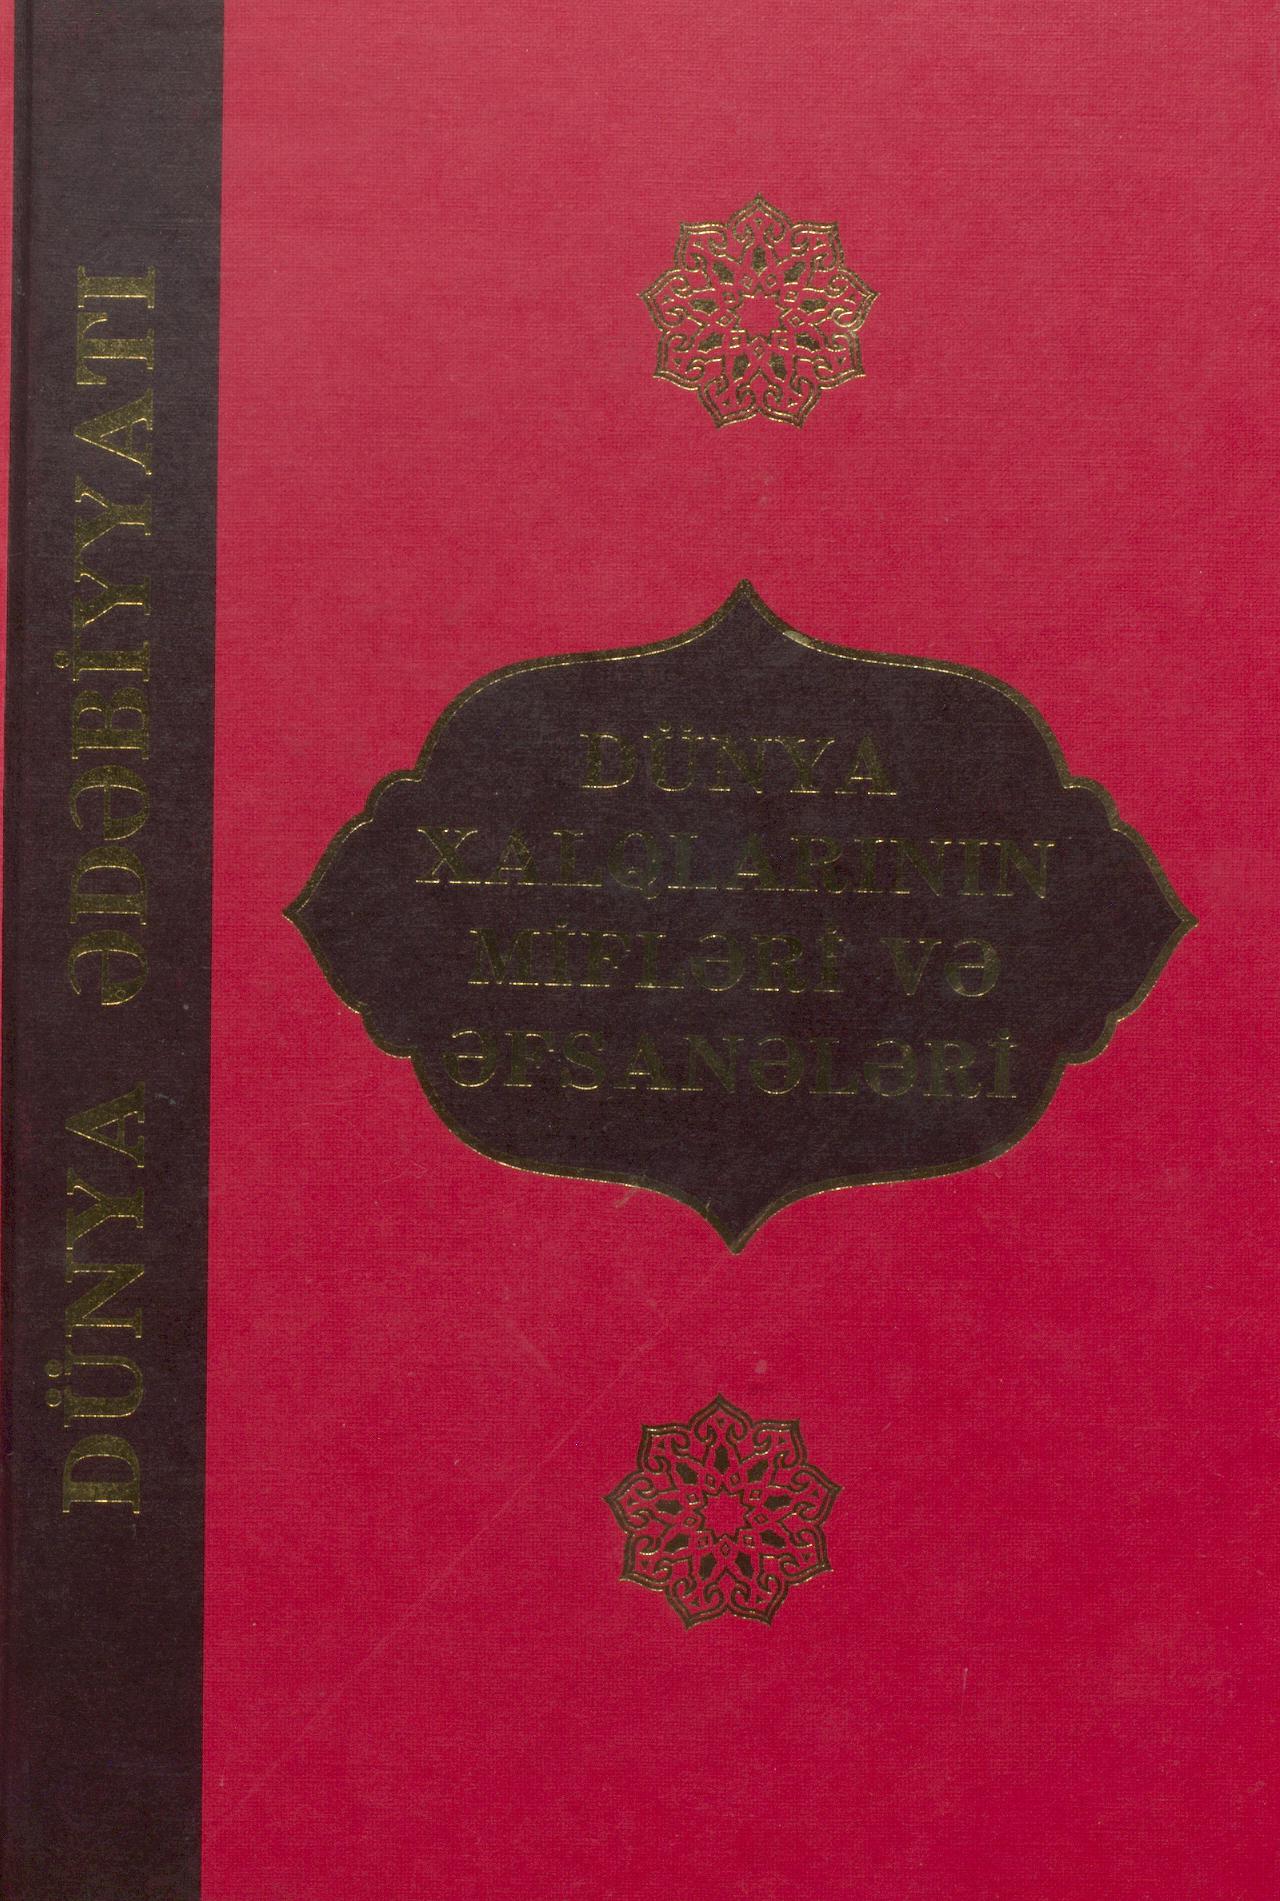 DÜNYA ƏDƏBİYYATI
DÜNYA
XALQLARININ
MİFLƏRİ VƏ
ƏFSANƏLƏRİ